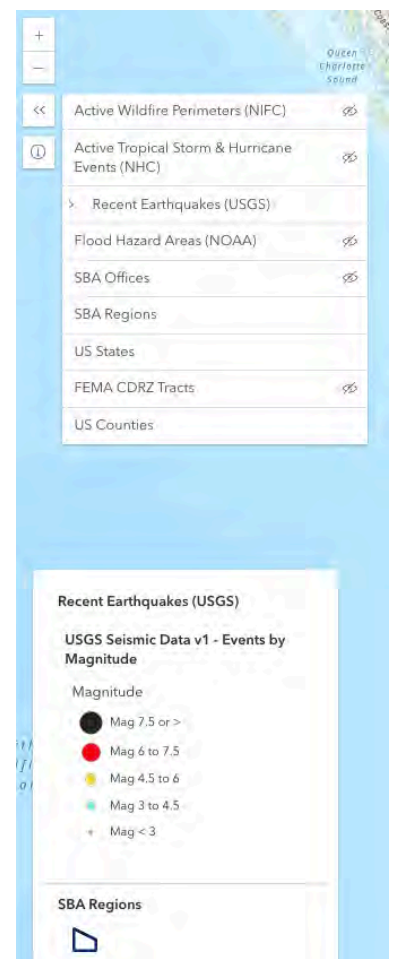 +
Queen
Charlotte
Sound
—
<<
Active Wildfire Perimeters (NIFC)
Active Tropical Storm & Hurricane
Events (NHC)
> Recent Earthquakes (USGS)
Flood Hazard Areas (NOAA)
SBA Offices
SBA Regions
US States
FEMA CDRZ Tracts
US Counties
Recent Earthquakes (USGS)
USGS Seismic Data v1 - Events by
Magnitude
Magnitude
Mag 7.5 or >
Mag 6 to 7.5
Mag 4.5 to 6
Mag 3 to 4.5
Mag < 3
SBA Regions